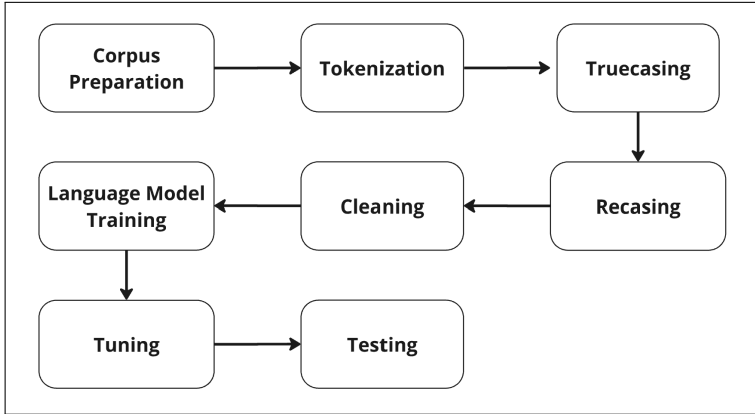 Corpus
Preparation
Tokenization
Truecasing
Recasing
Cleaning
Language Model
Training
Tuning
Testing